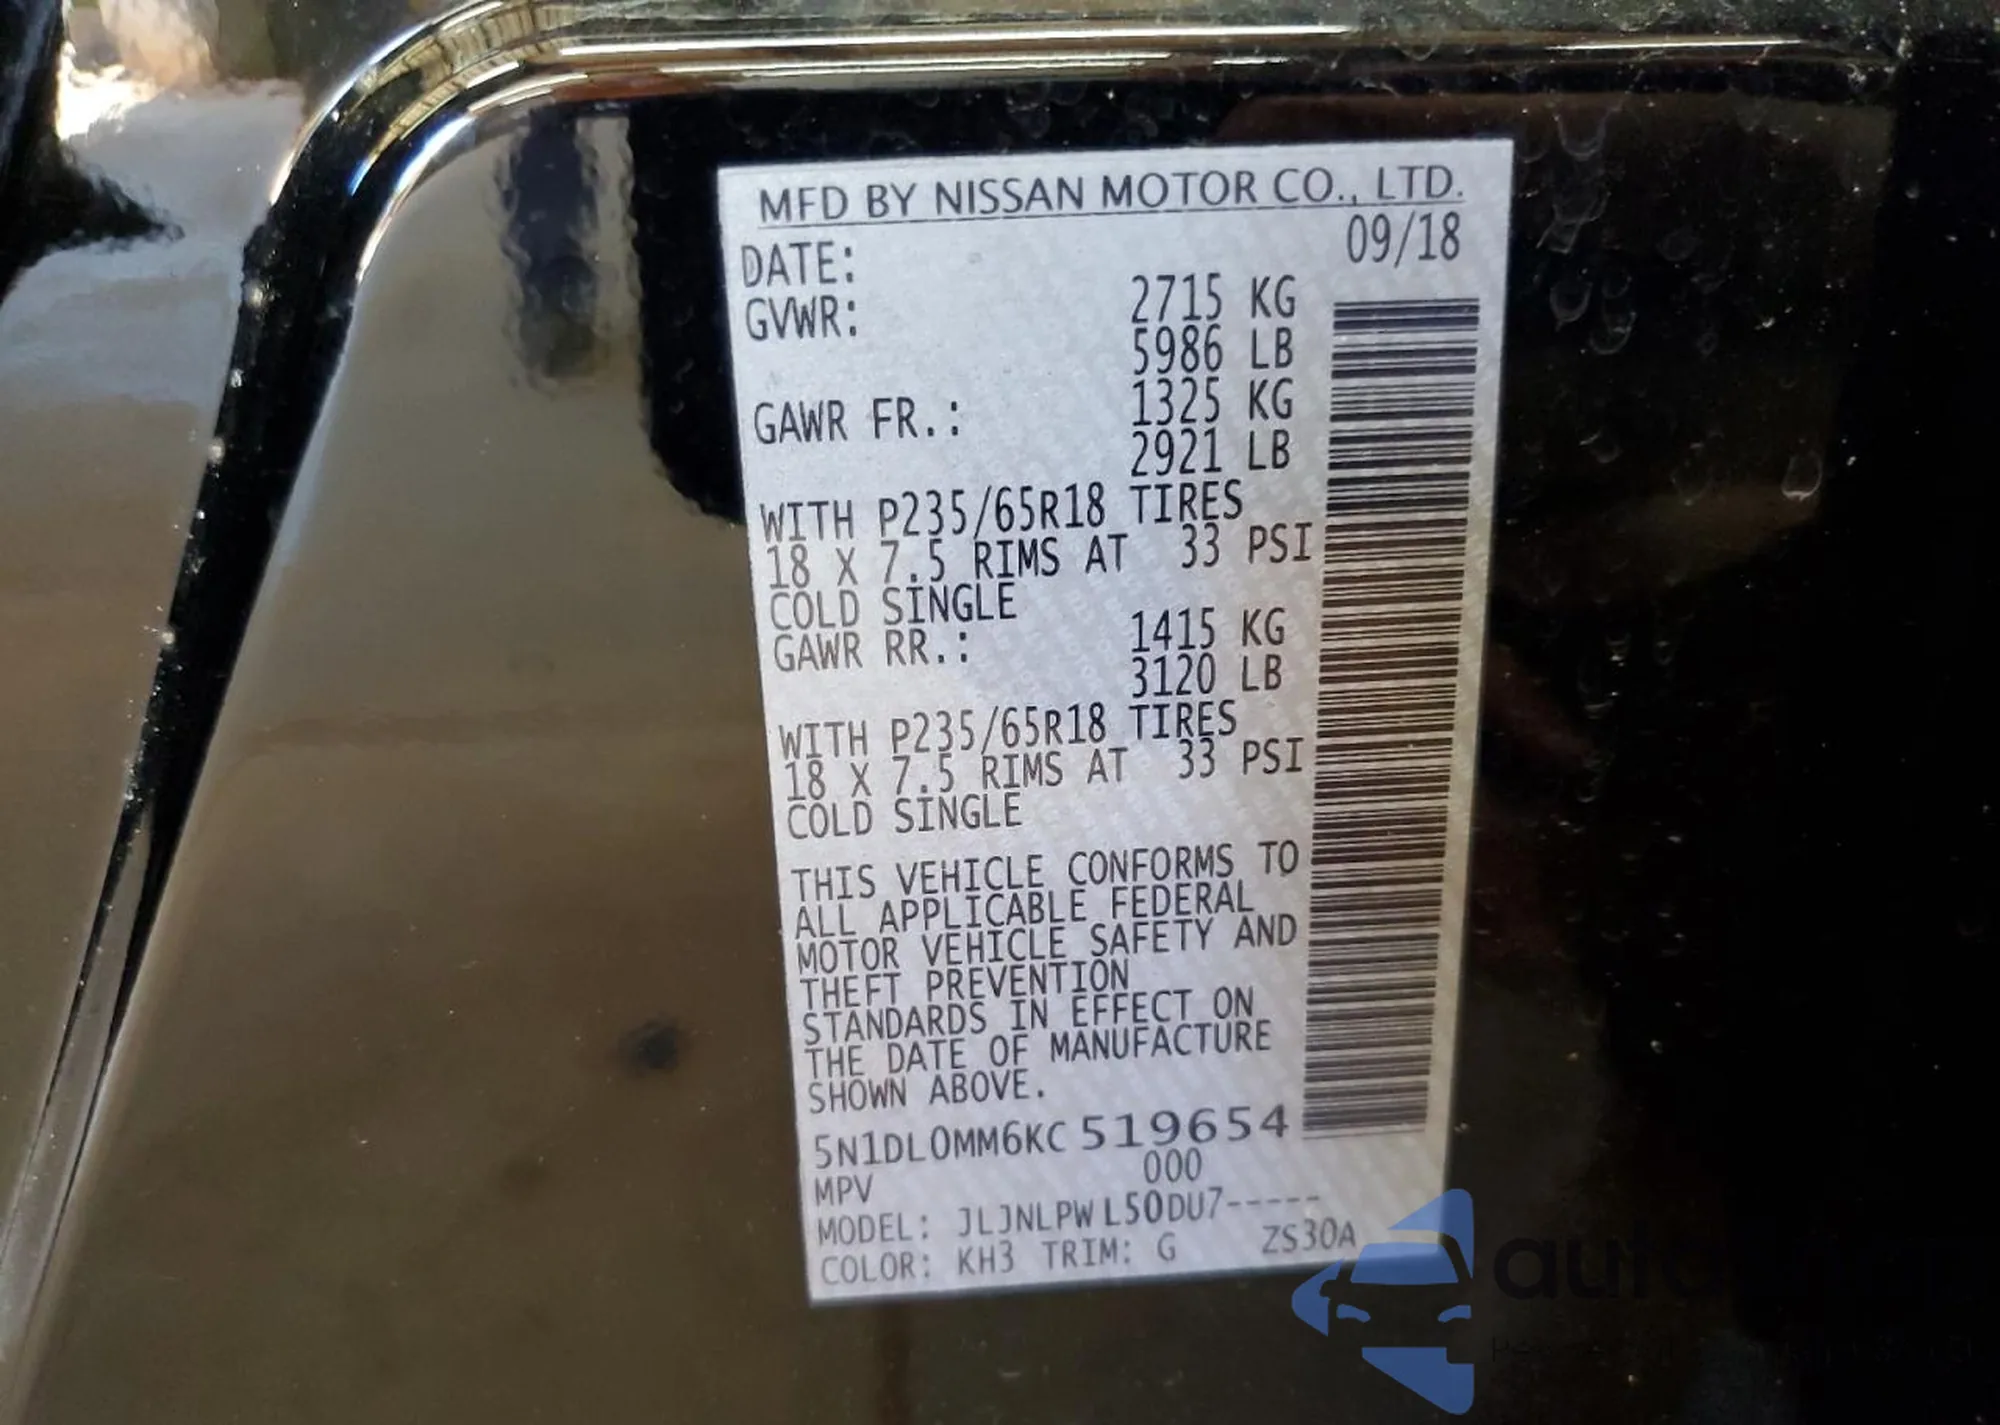 MFD BY NISSAN MOTOR CO., LTD.
DATE: 09/18
GVWR: 2715 KG
5986 LB
GAWR FR.: 1325 KG
2921 LB
WITH P235/65R18 TIRES
18 X 7.5 RIMS AT 33 PSI
COLD SINGLE
GAWR RR.: 1415 KG
3120 LB
WITH P235/65R18 TIRES
18 X 7.5 RIMS AT 33 PSI
COLD SINGLE
THIS VEHICLE CONFORMS TO
ALL APPLICABLE FEDERAL
MOTOR VEHICLE SAFETY AND
THEFT PREVENTION
STANDARDS IN EFFECT ON
THE DATE OF MANUFACTURE
SHOWN ABOVE.
5N1DL0MM6KC519654
MPV 000
MODEL: JLJNLPWL50DU7-----
COLOR: KH3 TRIM: G ZS30A